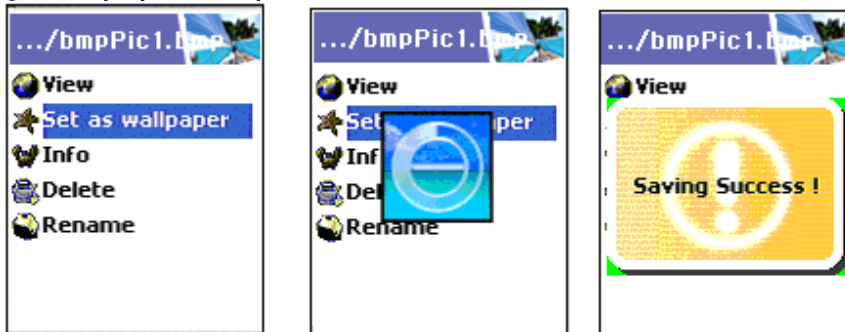 .../bmpPic1.bmp
View
Set as wallpaper
Info
Delete
Rename
.../bmpPic1.bmp
View
Set per
Inf
Del
Rename
.../bmpPic1.bmp
View
Saving Success !